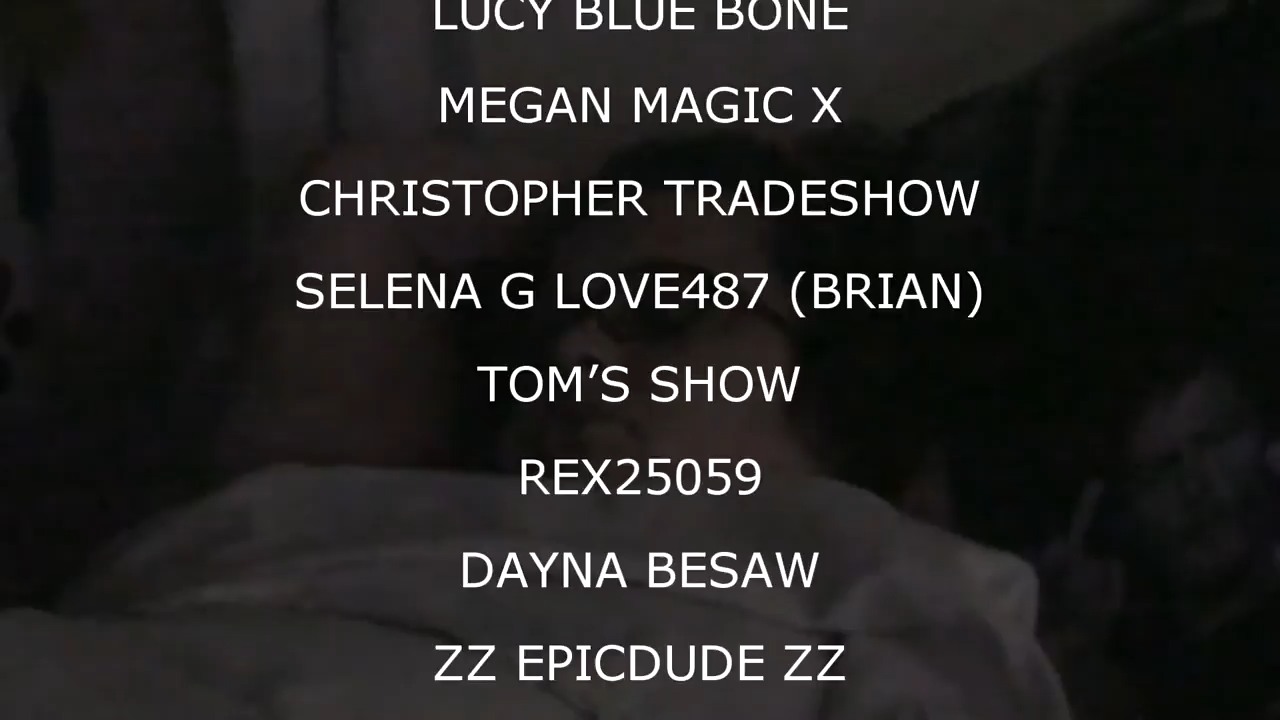 LUCY BLUE BONE
MEGAN MAGIC X
CHRISTOPHER TRADESHOW
SELENA G LOVE487 (BRIAN)
TOM’S SHOW
REX25059
DAYNA BESAW
ZZ EPICDUDE ZZ